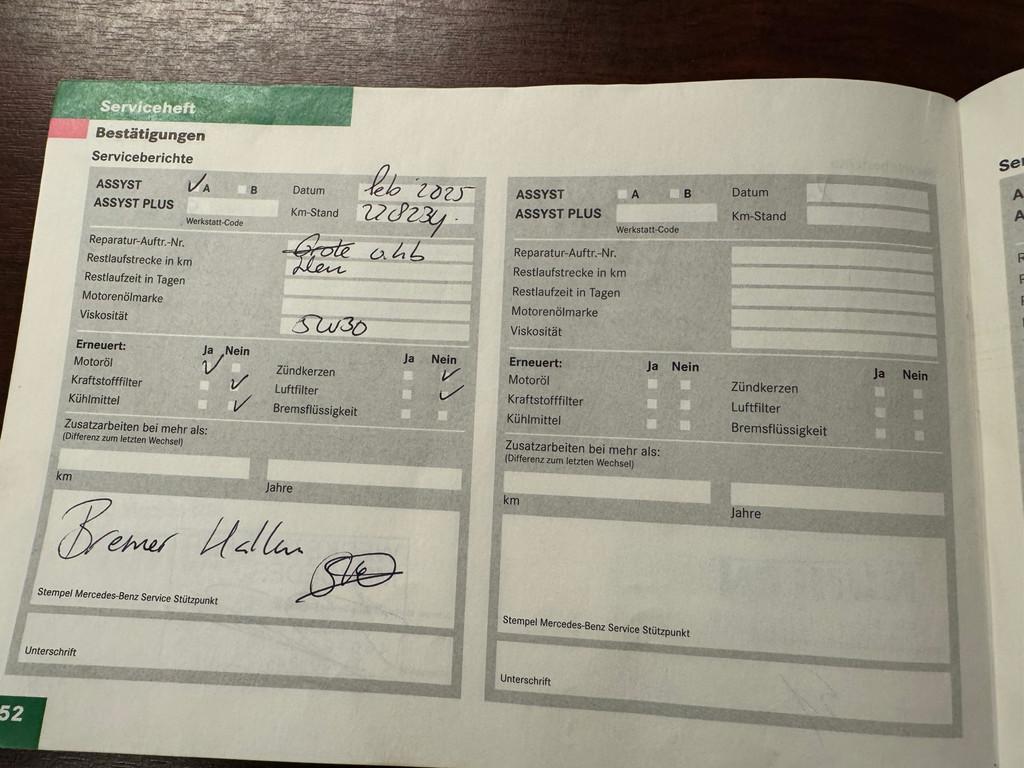 Serviceheft
Bestätigungen
Serviceberichte
ASSYST A B Datum feb 2025
ASSYST PLUS Werkstatt-Code Km-Stand
Reparatur-Auftr.-Nr. Grote
Restlaufstrecke in km
Restlaufzeit in Tagen
Motorenölmarke
Viskosität 5W30
Erneuert: Ja Nein Ja Nein
Motoröl Zündkerzen
Kraftstofffilter Luftfilter
Kühlmittel Bremsflüssigkeit
Zusatzarbeiten bei mehr als:
(Differenz zum letzten Wechsel)
km Jahre
Bremer Hallen
Stempel Mercedes-Benz Service Stützpunkt
Unterschrift
52
ASSYST A B Datum
ASSYST PLUS Werkstatt-Code Km-Stand
Reparatur-Auftr.-Nr.
Restlaufstrecke in km
Restlaufzeit in Tagen
Motorenölmarke
Viskosität
Erneuert: Ja Nein Ja Nein
Motoröl Zündkerzen
Kraftstofffilter Luftfilter
Kühlmittel Bremsflüssigkeit
Zusatzarbeiten bei mehr als:
(Differenz zum letzten Wechsel)
km Jahre
Stempel Mercedes-Benz Service Stützpunkt
Unterschrift